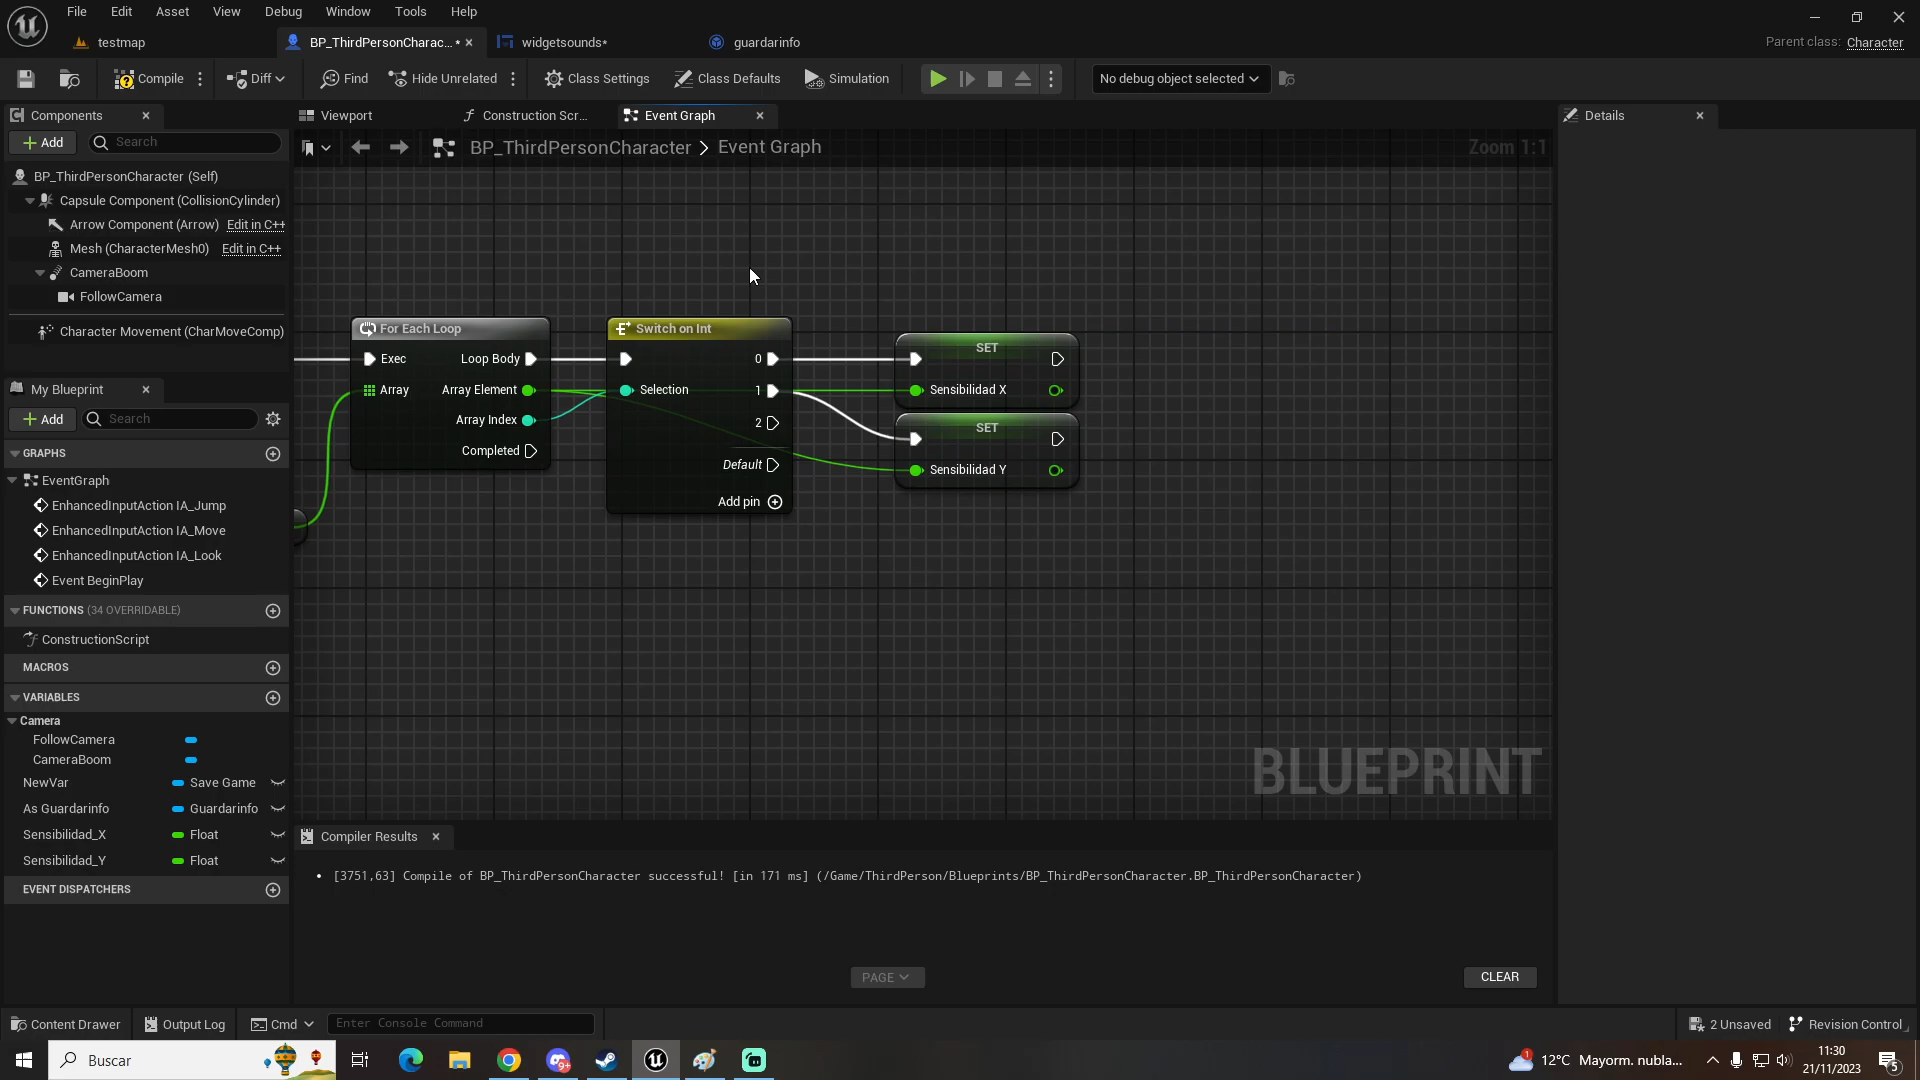 File Edit Asset View Debug Window Tools Help
testmap BP_ThirdPersonCharac...* widgetsounds* guardarinfo Parent class: Character
Compile Diff Find Hide Unrelated Class Settings Class Defaults Simulation No debug object selected
Components Viewport Construction Scr... Event Graph Details
Add Search
BP_ThirdPersonCharacter > Event Graph Zoom 1:1
BP_ThirdPersonCharacter (Self)
Capsule Component (CollisionCylinder)
Arrow Component (Arrow) Edit in C++
Mesh (CharacterMesh0) Edit in C++
CameraBoom
FollowCamera
Character Movement (CharMoveComp)
For Each Loop
Exec Loop Body
Array Array Element
Array Index
Completed
Switch on Int
0
Selection 1
2
Default
Add pin
SET
Sensibilidad X
SET
Sensibilidad Y
BLUEPRINT
My Blueprint
Add Search
GRAPHS
EventGraph
EnhancedInputAction IA_Jump
EnhancedInputAction IA_Move
EnhancedInputAction IA_Look
Event BeginPlay
FUNCTIONS (34 OVERRIDABLE)
ConstructionScript
MACROS
VARIABLES
Camera
FollowCamera
CameraBoom
NewVar Save Game
As Guardarinfo Guardarinfo
Sensibilidad_X Float
Sensibilidad_Y Float
EVENT DISPATCHERS
Compiler Results
[3751,63] Compile of BP_ThirdPersonCharacter successful! [in 171 ms] (/Game/ThirdPerson/Blueprints/BP_ThirdPersonCharacter.BP_ThirdPersonCharacter)
PAGE CLEAR
Content Drawer Output Log Cmd Enter Console Command 2 Unsaved Revision Control
Buscar 9+ 1 12°C Mayorm. nubla... 11:30
21/11/2023 5